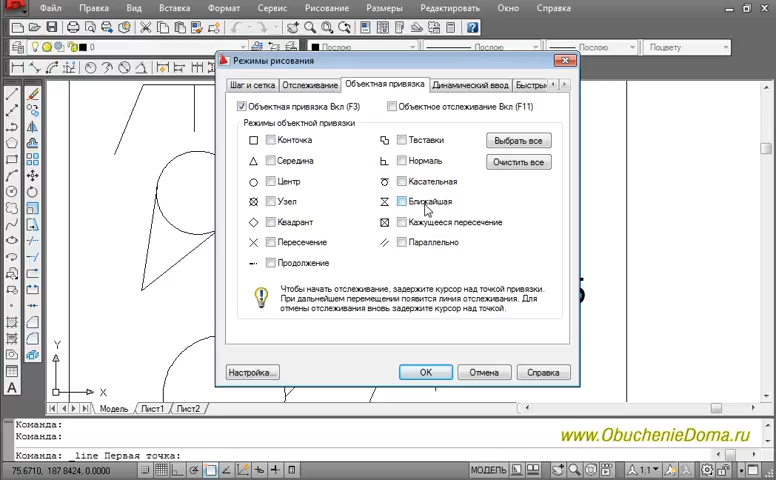 Файл Правка Вид Вставка Формат Сервис Рисование Размеры Редактировать Окно Справка
0 Послою Послою Послою Поцвету
Режимы рисования
Шаг и сетка Отслеживание Объектная привязка Динамический ввод Быстры
Объектная привязка Вкл (F3) Объектное отслеживание Вкл (F11)
Режимы объектной привязки
Конточка Твставки Выбрать все
Середина Нормаль Очистить все
Центр Касательная
Узел Ближайшая
Квадрант Кажущееся пересечение
Пересечение Параллельно
Продолжение
Чтобы начать отслеживание, задержите курсор над точкой привязки.
При дальнейшем перемещении появится линия отслеживания. Для
отмены отслеживания вновь задержите курсор над точкой.
Настройка... OK Отмена Справка
5
Y
X
A
Модель Лист1 Лист2
Команда:
Команда:
www.ObuchenieDoma.ru
Команда: _line Первая точка:
75.6710, 187.8424, 0.0000 МОДЕЛЬ 1:1